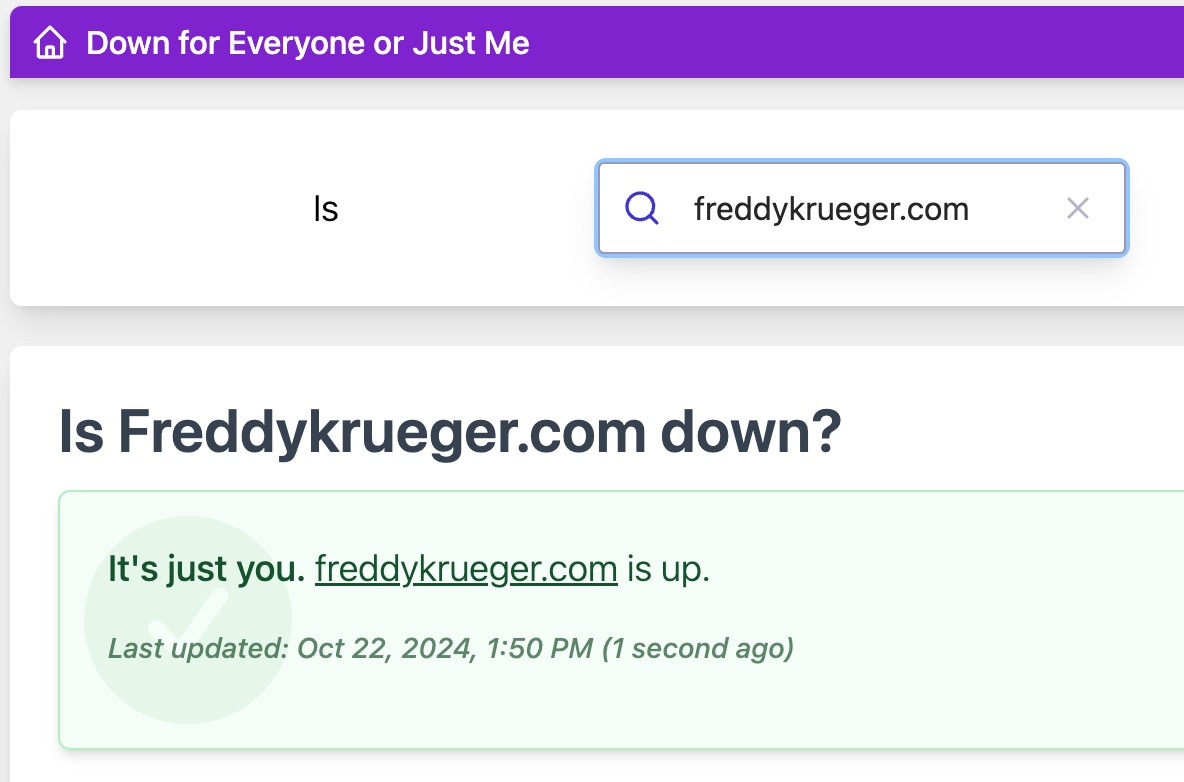 Down for Everyone or Just Me
Is
freddykrueger.com
Is Freddykrueger.com down?
It's just you. freddykrueger.com is up.
Last updated: Oct 22, 2024, 1:50 PM (1 second ago)